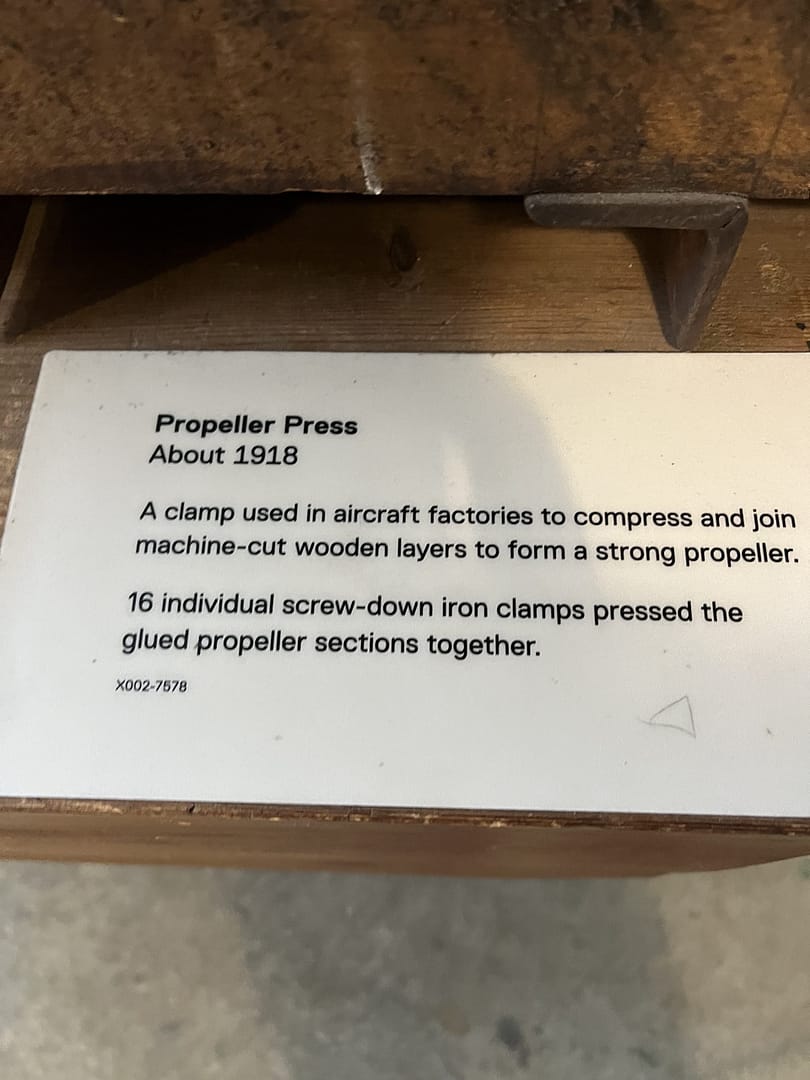 Propeller Press
About 1918
A clamp used in aircraft factories to compress and join
machine-cut wooden layers to form a strong propeller.
16 individual screw-down iron clamps pressed the
glued propeller sections together.
X002-7578